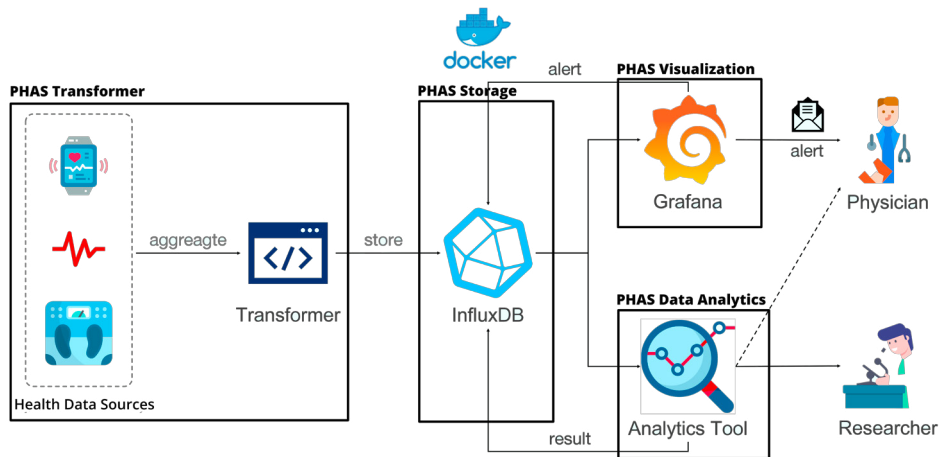 docker
PHAS Transformer
PHAS Storage
alert
PHAS Visualization
alert
Grafana
Physician
aggreagte
store
Transformer
InfluxDB
PHAS Data Analytics
Health Data Sources
result
Analytics Tool
Researcher